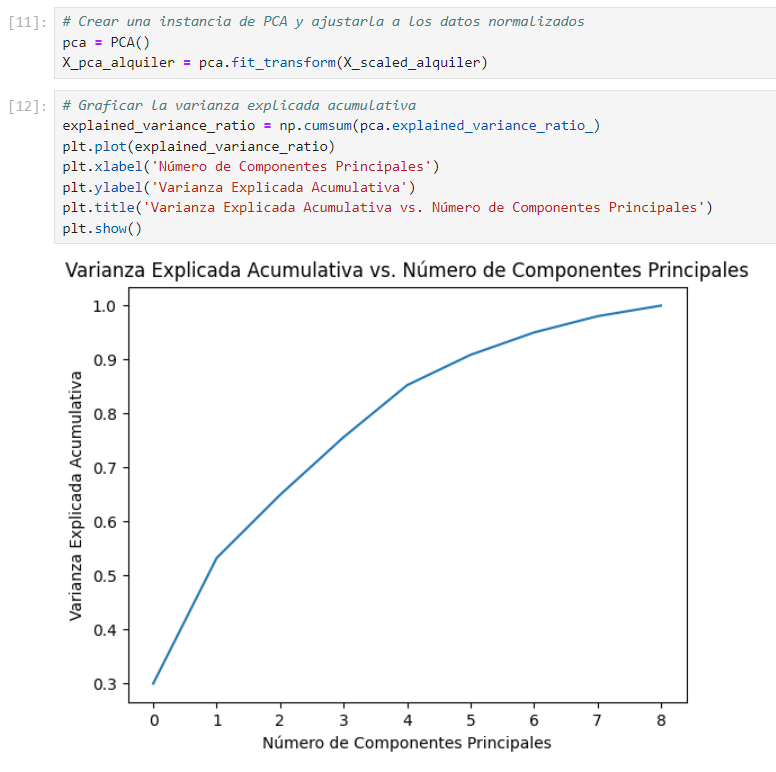 [11]:
# Crear una instancia de PCA y ajustarla a los datos normalizados
pca = PCA()
X_pca_alquiler = pca.fit_transform(X_scaled_alquiler)
[12]:
# Graficar la varianza explicada acumulativa
explained_variance_ratio = np.cumsum(pca.explained_variance_ratio_)
plt.plot(explained_variance_ratio)
plt.xlabel('Número de Componentes Principales')
plt.ylabel('Varianza Explicada Acumulativa')
plt.title('Varianza Explicada Acumulativa vs. Número de Componentes Principales')
plt.show()
Varianza Explicada Acumulativa vs. Número de Componentes Principales
Varianza Explicada Acumulativa
1.0
0.9
0.8
0.7
0.6
0.5
0.4
0.3
0 1 2 3 4 5 6 7 8
Número de Componentes Principales